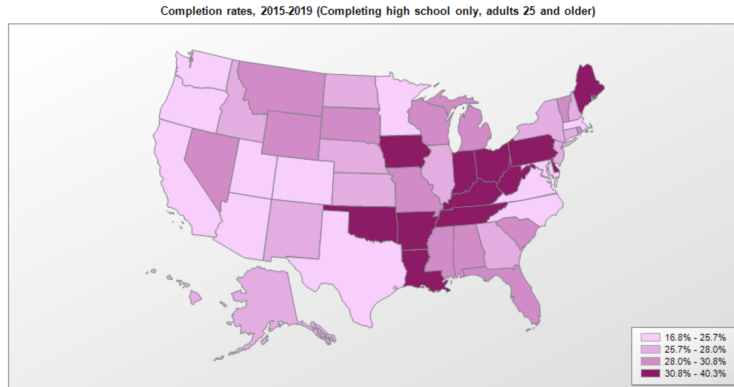 Completion rates, 2015-2019 (Completing high school only, adults 25 and older)
16.8% - 25.7%
25.7% - 28.0%
28.0% - 30.8%
30.8% - 40.3%